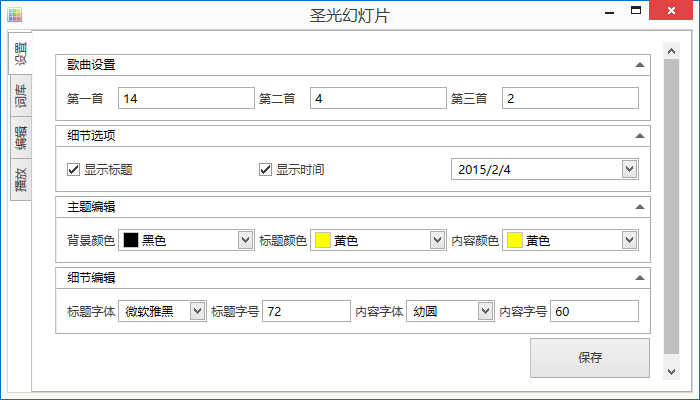 圣光幻灯片
设置
词库
编辑
播放
歌曲设置
第一首 14 第二首 4 第三首 2
细节选项
显示标题 显示时间 2015/2/4
主题编辑
背景颜色 黑色 标题颜色 黄色 内容颜色 黄色
细节编辑
标题字体 微软雅黑 标题字号 72 内容字体 幼圆 内容字号 60
保存